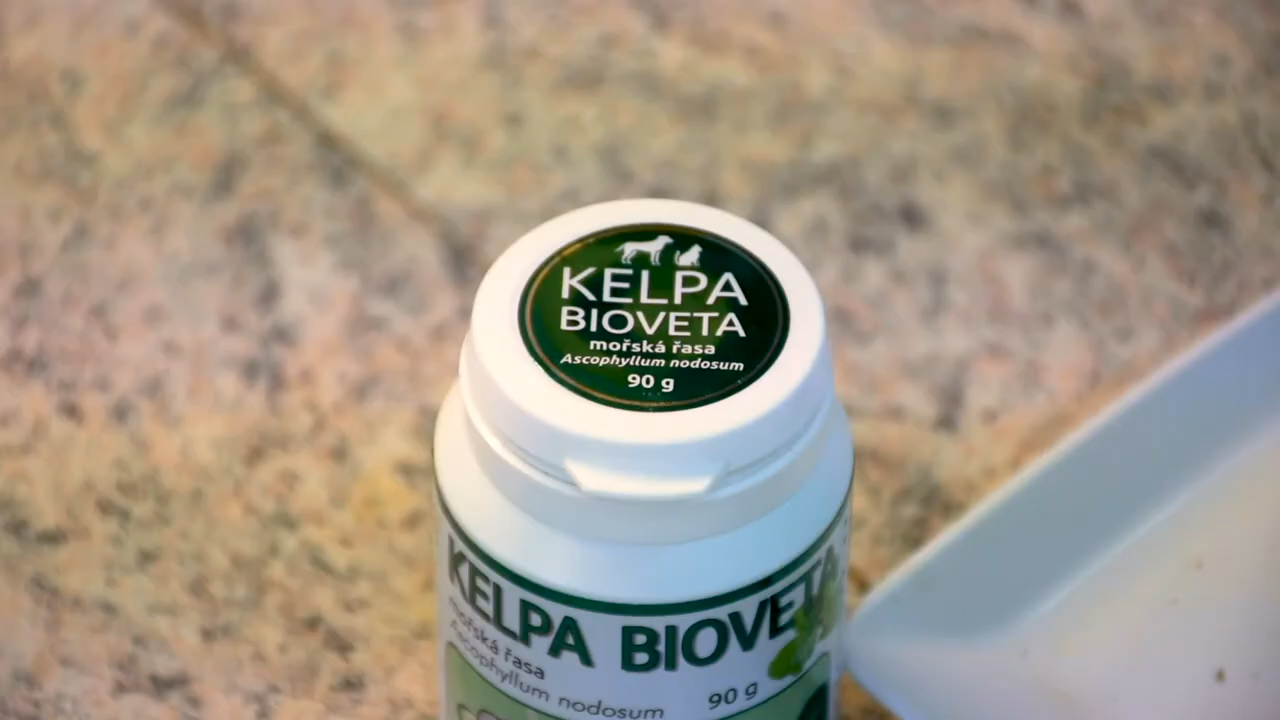 KELPA
BIOVETA
mořská řasa
Ascophyllum nodosum
90 g
KELPA BIOVETA
mořská řasa
Ascophyllum nodosum
90 g